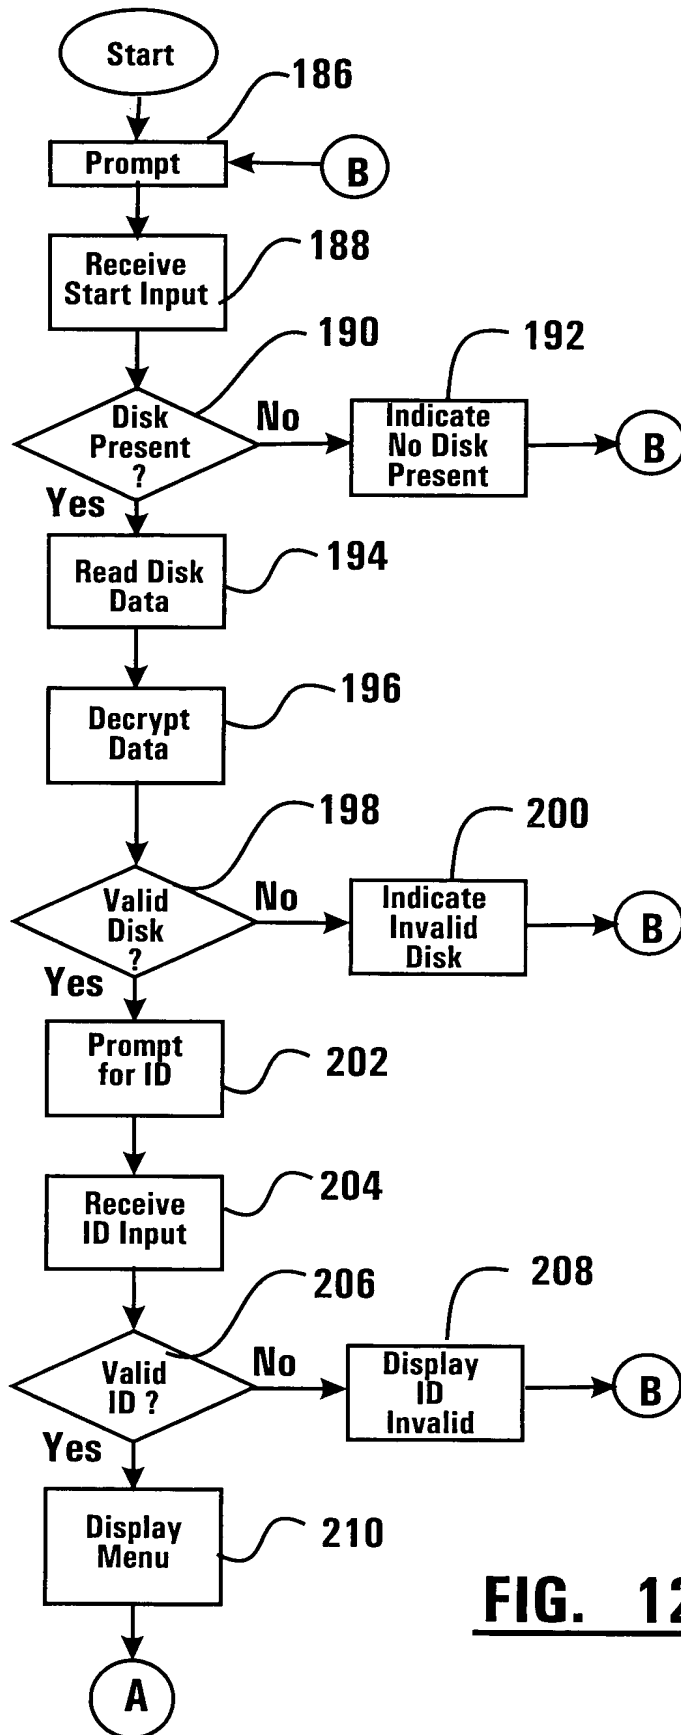 Start
186
Prompt
B
Receive
Start Input
188
190
Disk
Present
?
No
192
Indicate
No Disk
Present
B
Yes
Read Disk
Data
194
Decrypt
Data
196
198
Valid
Disk
?
No
200
Indicate
Invalid
Disk
B
Yes
Prompt
for ID
202
Receive
ID Input
204
206
Valid
ID ?
No
208
Display
ID
Invalid
B
Yes
Display
Menu
210
FIG. 12
A